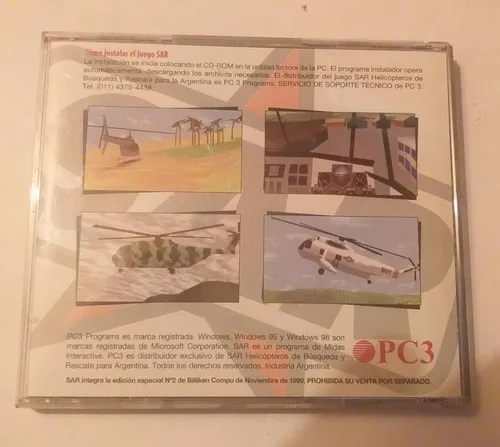 Cómo instalar el juego SAR
La instalación se inicia colocando el CD-ROM en la unidad lectora de la PC. El programa instalador opera
automáticamente, descargando los archivos necesarios. El distribuidor del juego SAR Helicópteros de
Búsqueda y Rescate para la Argentina es PC 3 Programs. SERVICIO DE SOPORTE TÉCNICO de PC 3.
Tel. (011) 4378-4438.
PC3 Programs es marca registrada. Windows, Windows 95 y Windows 98 son
marcas registradas de Microsoft Corporation. SAR es un programa de Midas
Interactive. PC3 es distribuidor exclusivo de SAR Helicópteros de Búsqueda y
Rescate para Argentina. Todos los derechos reservados. Industria Argentina.
PC3
SAR integra la edición especial Nº2 de Billiken Compu de Noviembre de 1999. PROHIBIDA SU VENTA POR SEPARADO.